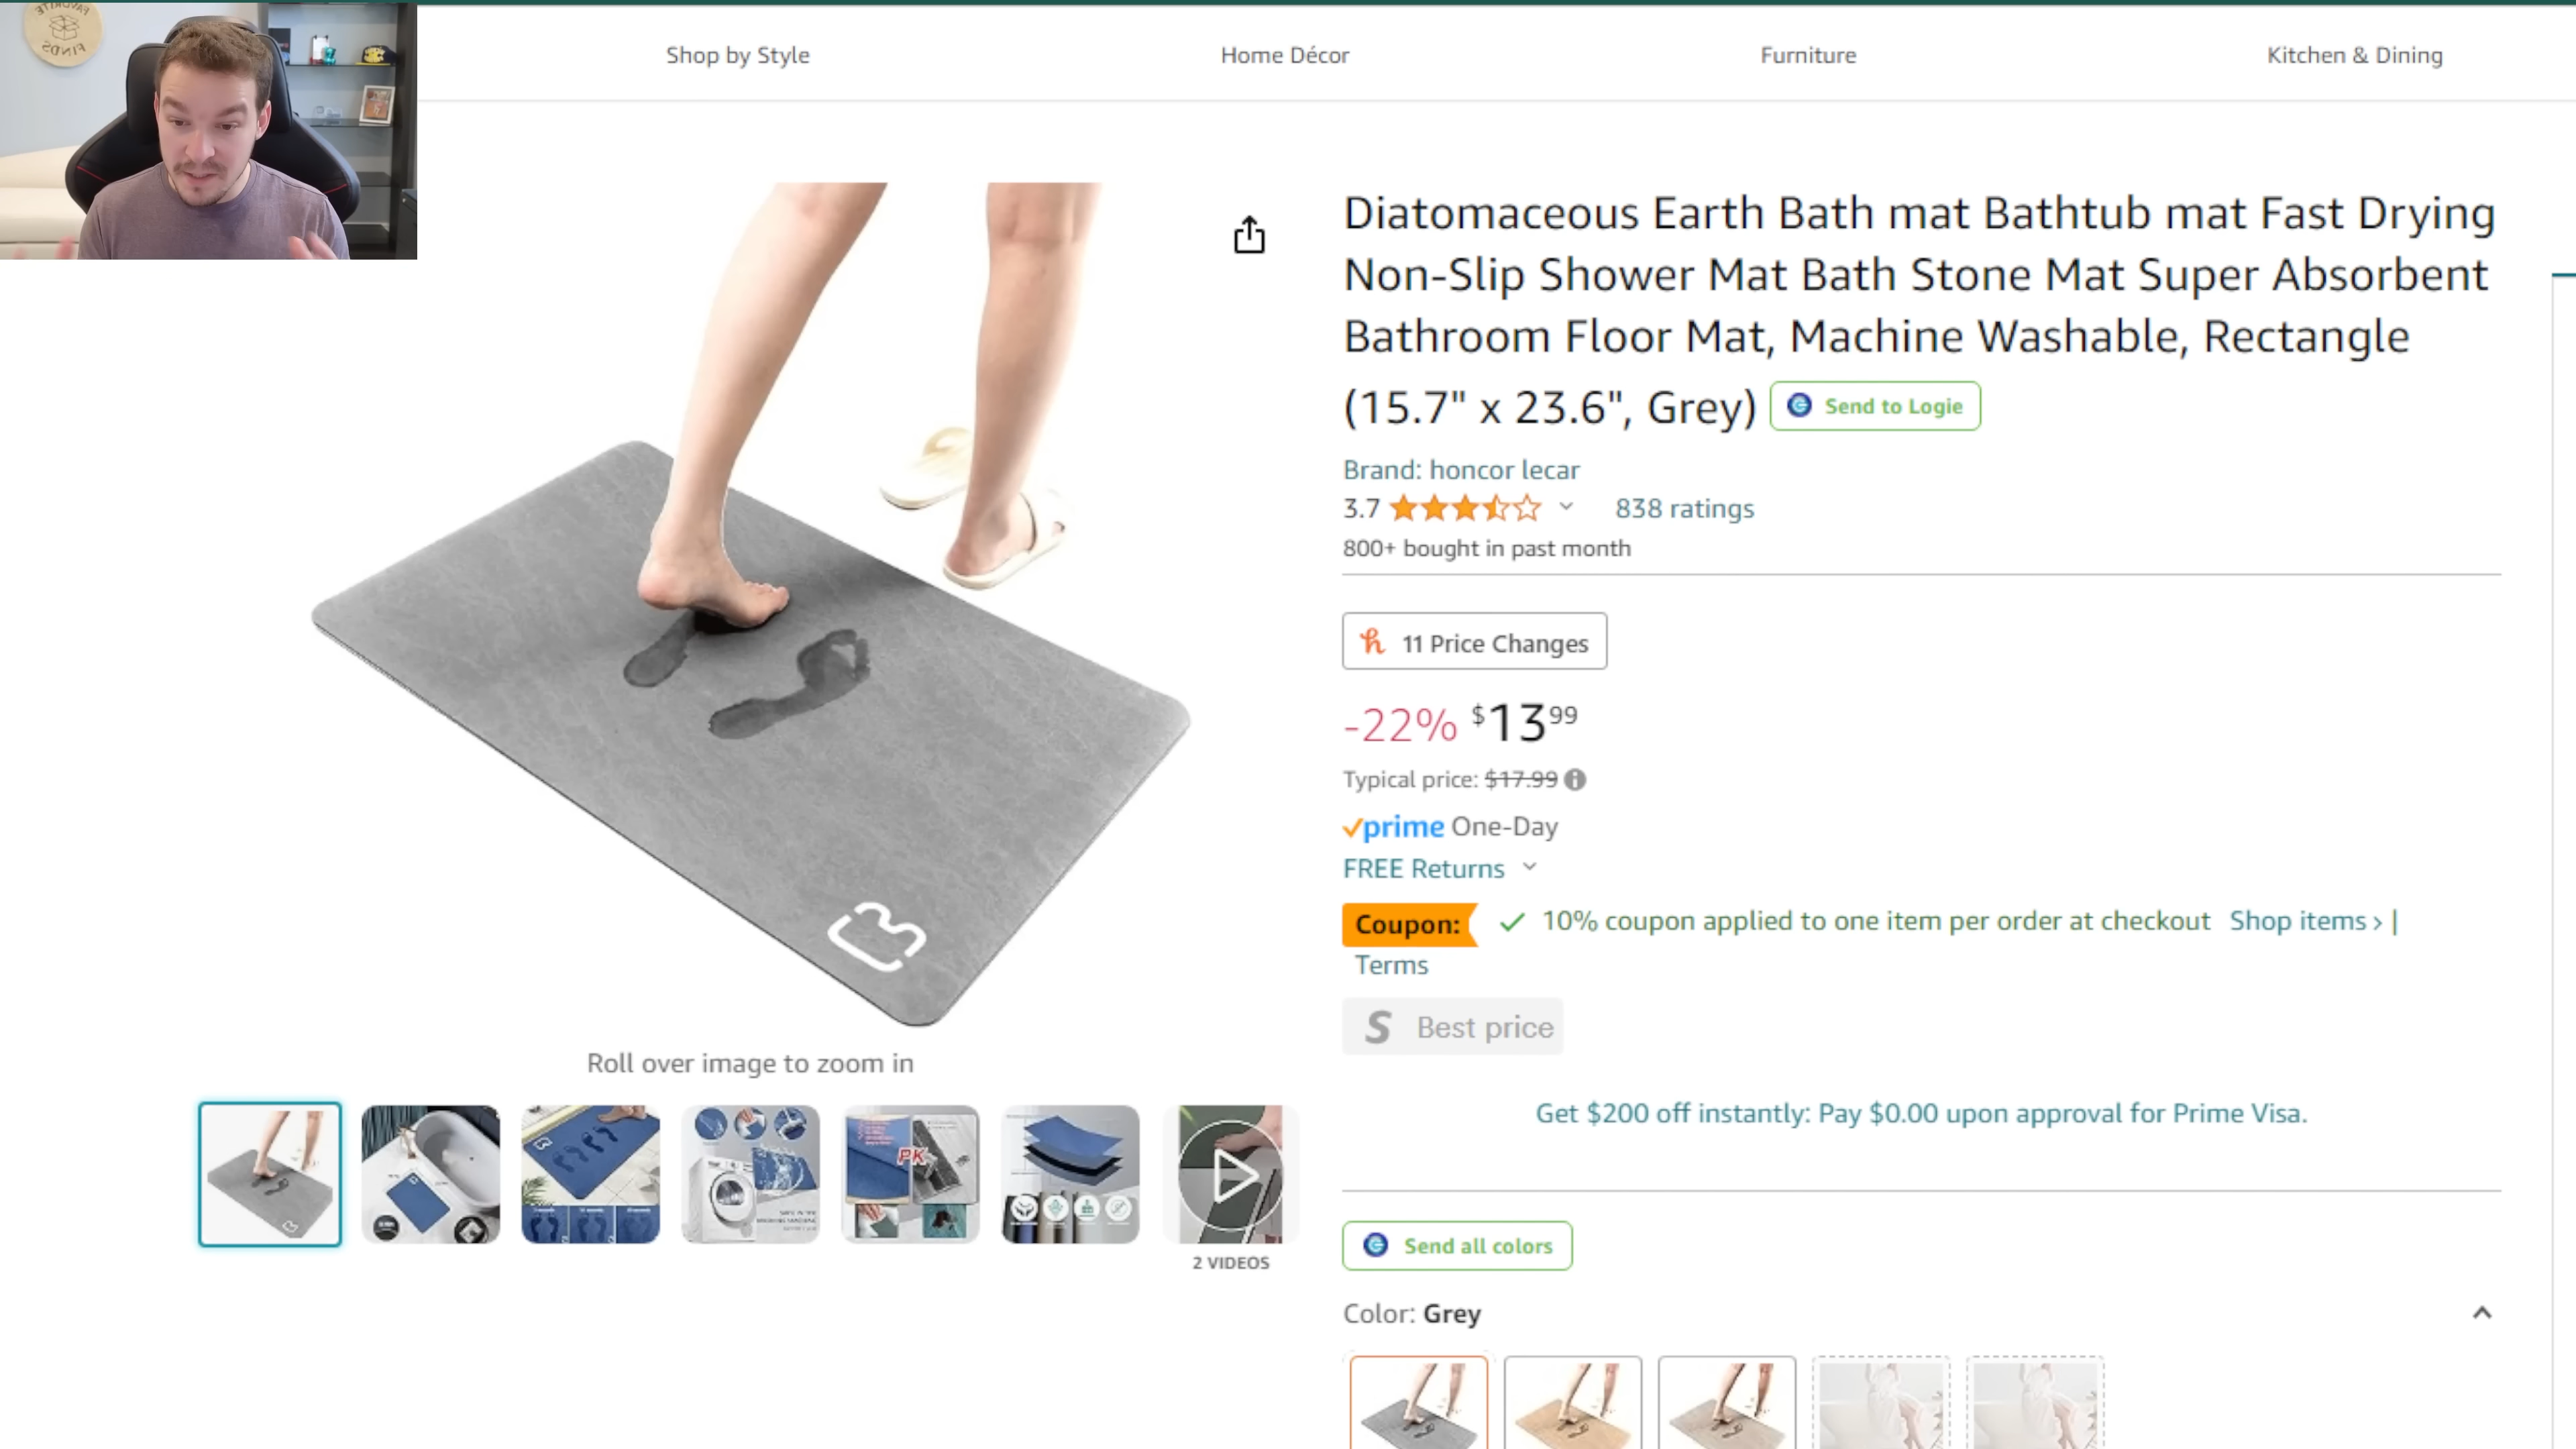 FAVORITE
FINDS
Shop by Style
Home Décor
Furniture
Kitchen & Dining
Diatomaceous Earth Bath mat Bathtub mat Fast Drying
Non-Slip Shower Mat Bath Stone Mat Super Absorbent
Bathroom Floor Mat, Machine Washable, Rectangle
(15.7" x 23.6", Grey)
Send to Logie
Brand: honcor lecar
3.7
838 ratings
800+ bought in past month
11 Price Changes
-22% $13 99
Typical price: $17.99
prime One-Day
FREE Returns
Coupon: 10% coupon applied to one item per order at checkout Shop items › |
Terms
S Best price
Roll over image to zoom in
Get $200 off instantly: Pay $0.00 upon approval for Prime Visa.
PK
2 VIDEOS
Send all colors
Color: Grey